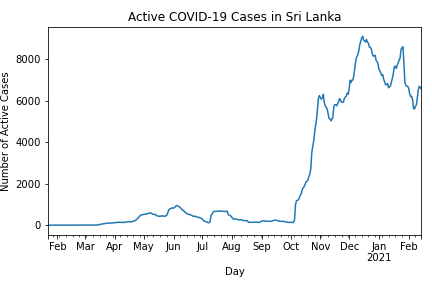 Active COVID-19 Cases in Sri Lanka
Number of Active Cases
8000
6000
4000
2000
0
Feb Mar Apr May Jun Jul Aug Sep Oct Nov Dec Jan Feb
2021
Day